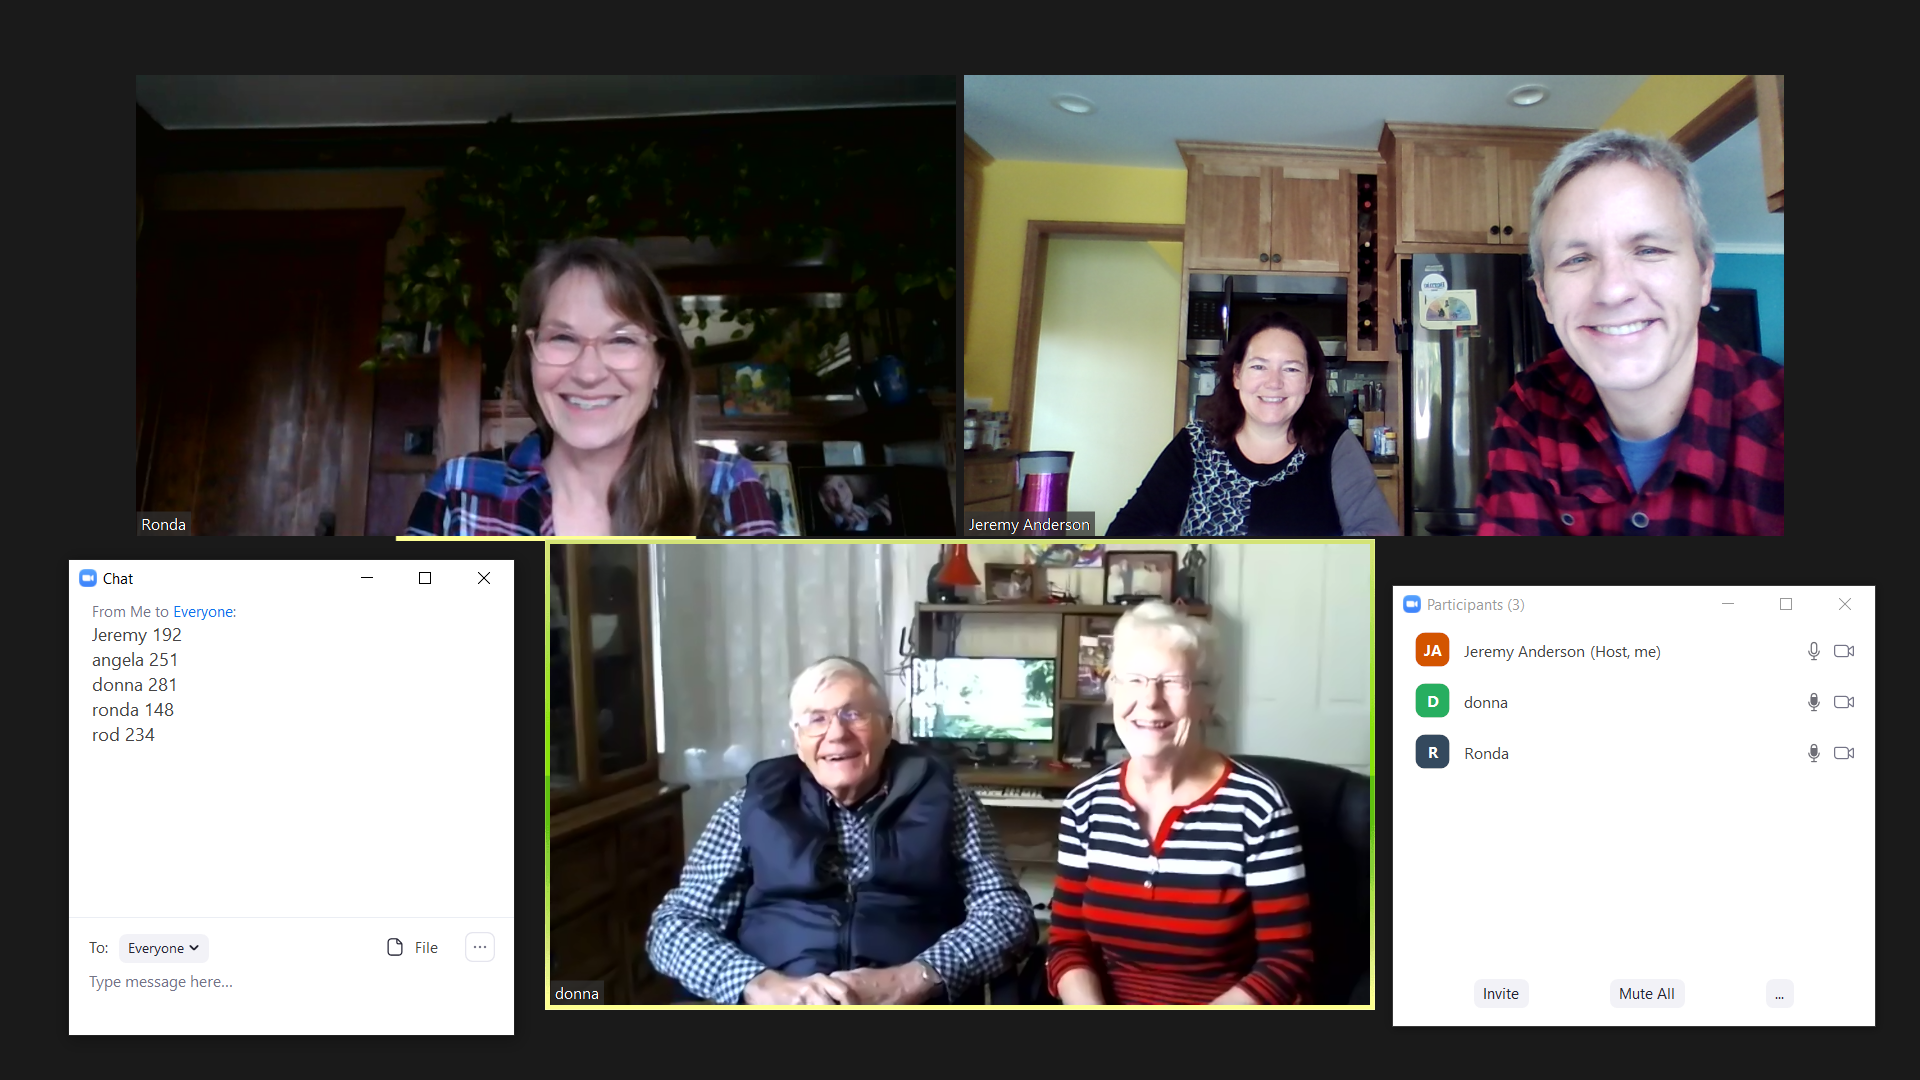 Ronda
Jeremy Anderson
Chat
From Me to Everyone:
Jeremy 192
angela 251
donna 281
ronda 148
rod 234
To: Everyone
File
...
Type message here...
donna
Participants (3)
JA Jeremy Anderson (Host, me)
D donna
R Ronda
Invite
Mute All
...